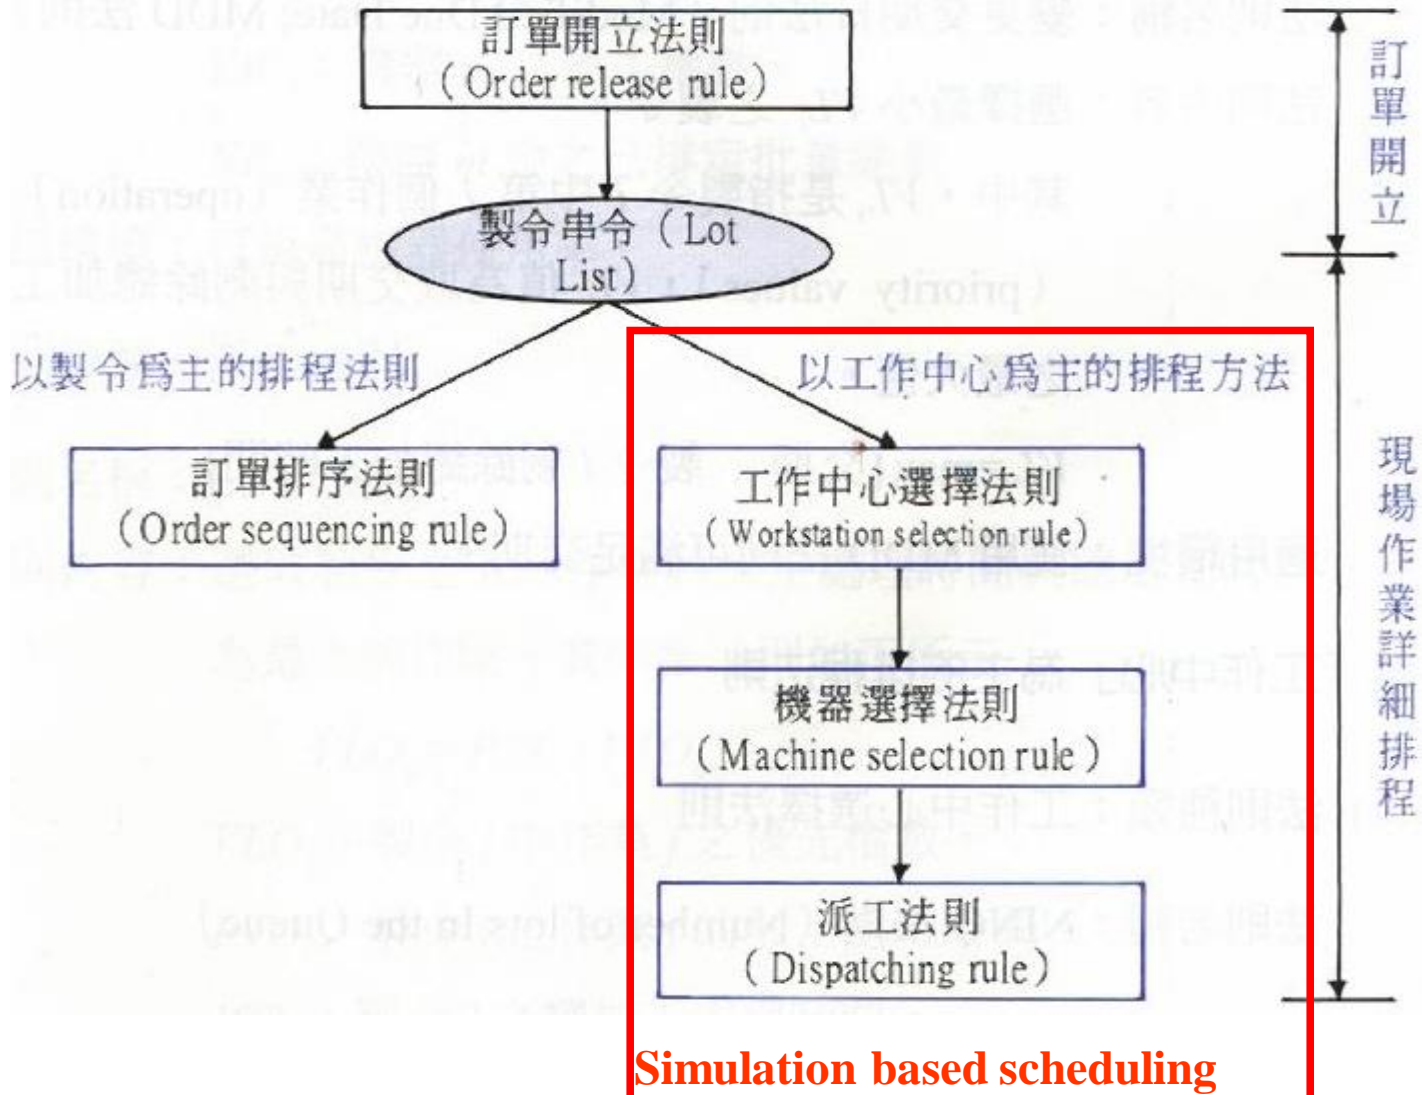 訂單開立法則
（Order release rule）
訂單開立
製令串令（Lot
List）
以製令爲主的排程法則
以工作中心爲主的排程方法
訂單排序法則
（Order sequencing rule）
工作中心選擇法則
（Workstation selection rule）
現場作業詳細排程
機器選擇法則
（Machine selection rule）
派工法則
（Dispatching rule）
Simulation based scheduling